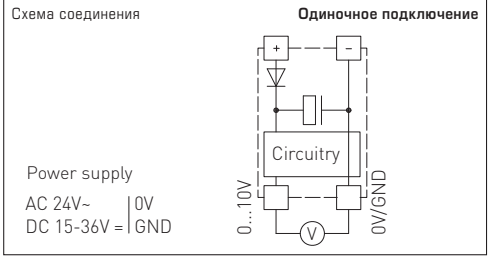 Схема соединения
Одиночное подключение
+ −
Circuitry
Power supply
AC 24V~ 0V
DC 15-36V = GND
0...10V
0V/GND
V